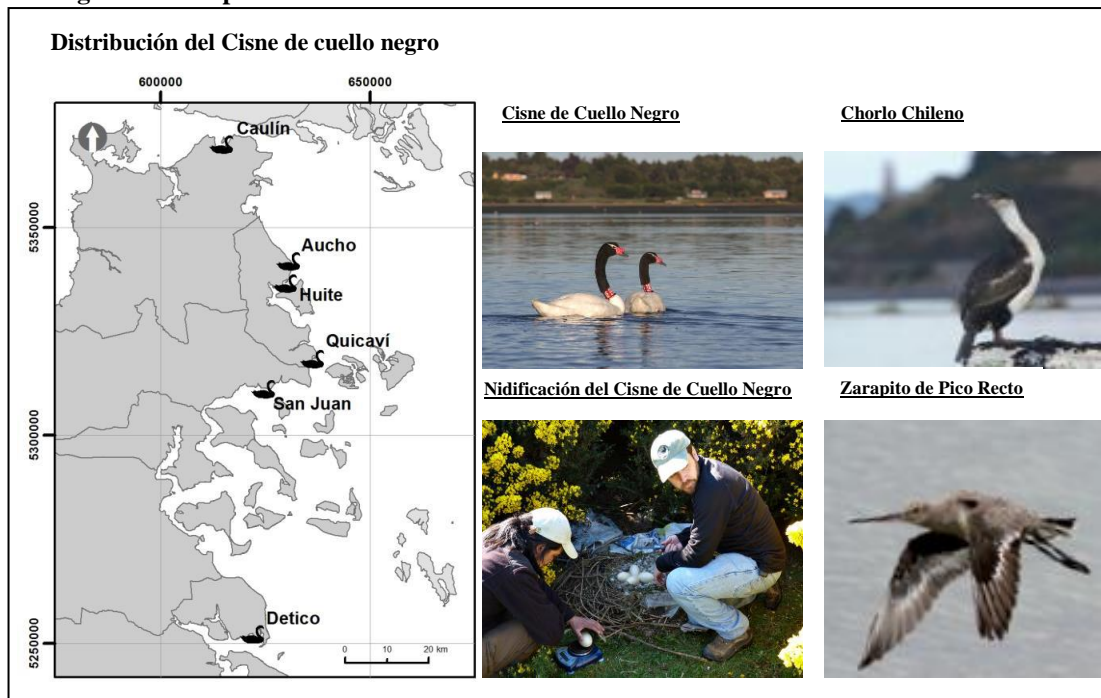 Distribución del Cisne de cuello negro
600000
650000
5350000
5300000
5250000
Caulín
Aucho
Huite
Quicaví
San Juan
Detico
0 10 20 km
Cisne de Cuello Negro
Chorlo Chileno
Nidificación del Cisne de Cuello Negro
Zarapito de Pico Recto